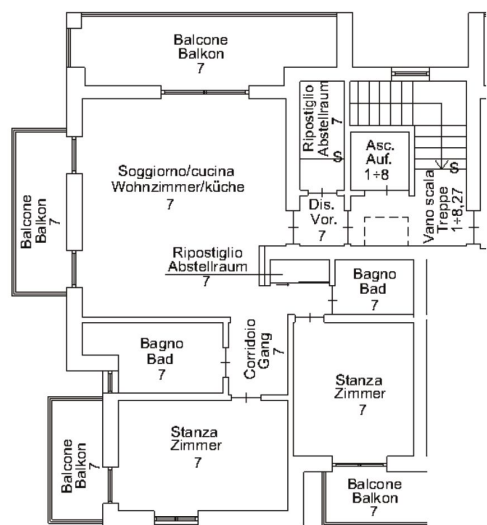 Balcone
Balkon
7
Ripostiglio
Abstellraum
7
S
Asc.
Auf.
1÷8
Soggiorno/cucina
Wohnzimmer/küche
7
Balcone
Balkon
7
Dis.
Vor.
7
Vano scala
Treppe
1÷8,27
S
Ripostiglio
Abstellraum
7
Bagno
Bad
7
Bagno
Bad
7
Corridoio
Gang
7
Stanza
Zimmer
7
Stanza
Zimmer
7
Balcone
Balkon
7
Balcone
Balkon
7